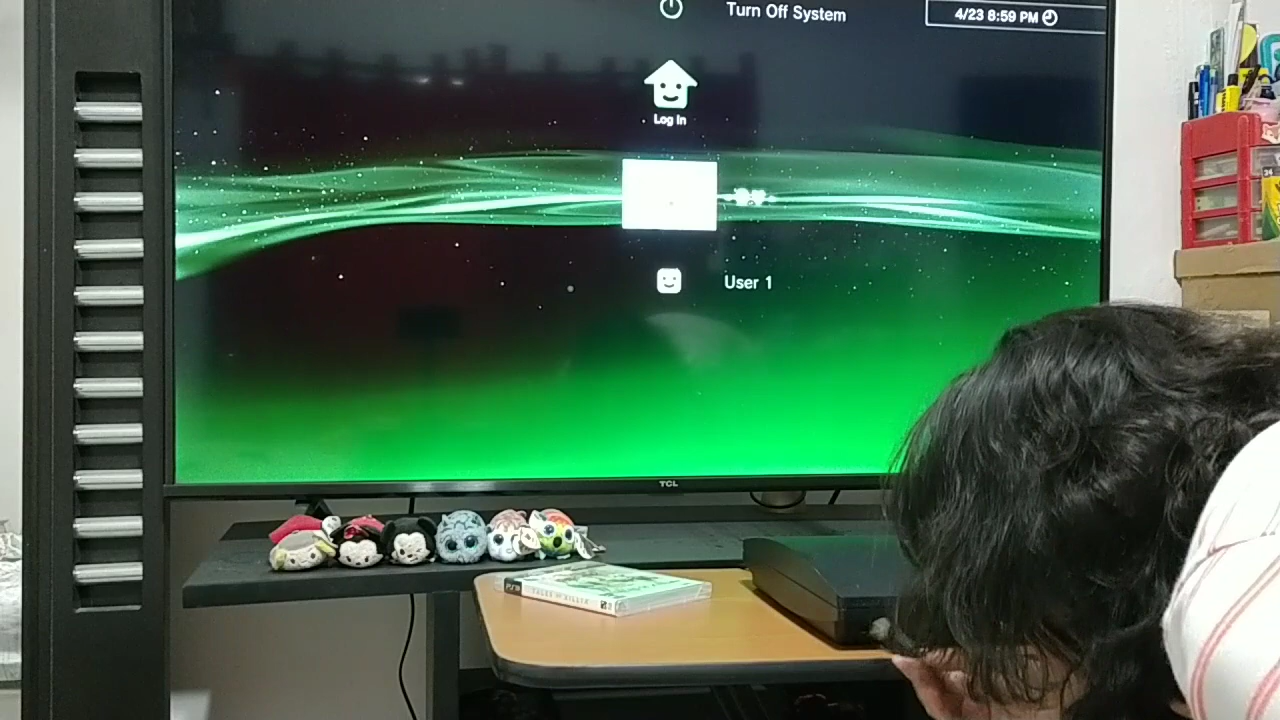 Turn Off System
4/23 8:59 PM
Log In
User 1
TCL